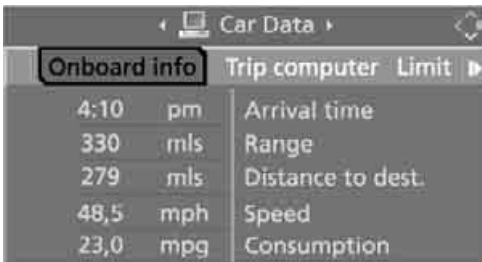 Car Data
Onboard info Trip computer Limit
4:10 pm Arrival time
330 mls Range
279 mls Distance to dest.
48,5 mph Speed
23,0 mpg Consumption